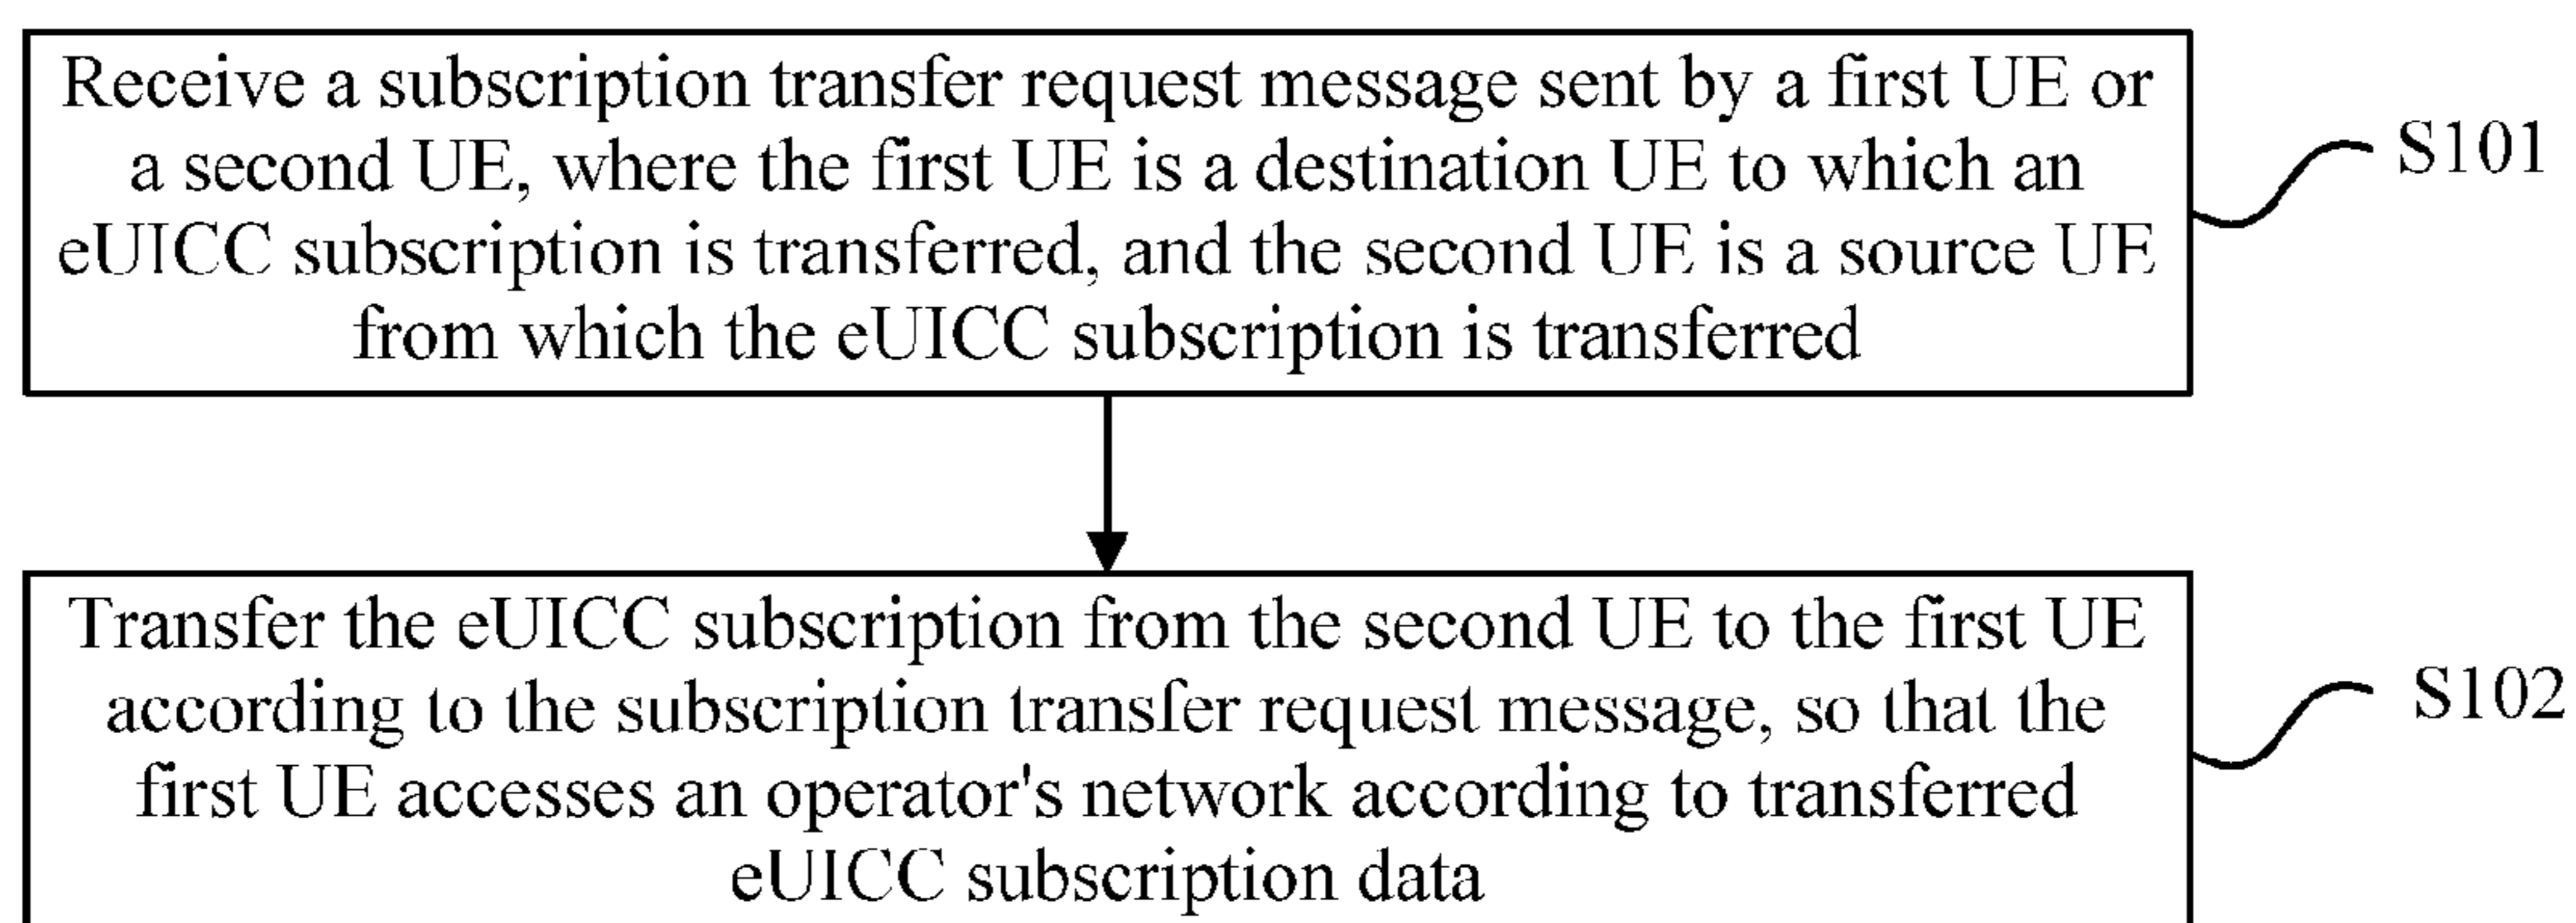 Receive a subscription transfer request message sent by a first UE or
a second UE, where the first UE is a destination UE to which an
eUICC subscription is transferred, and the second UE is a source UE
from which the eUICC subscription is transferred
S101
Transfer the eUICC subscription from the second UE to the first UE
according to the subscription transfer request message, so that the
first UE accesses an operator's network according to transferred
eUICC subscription data
S102